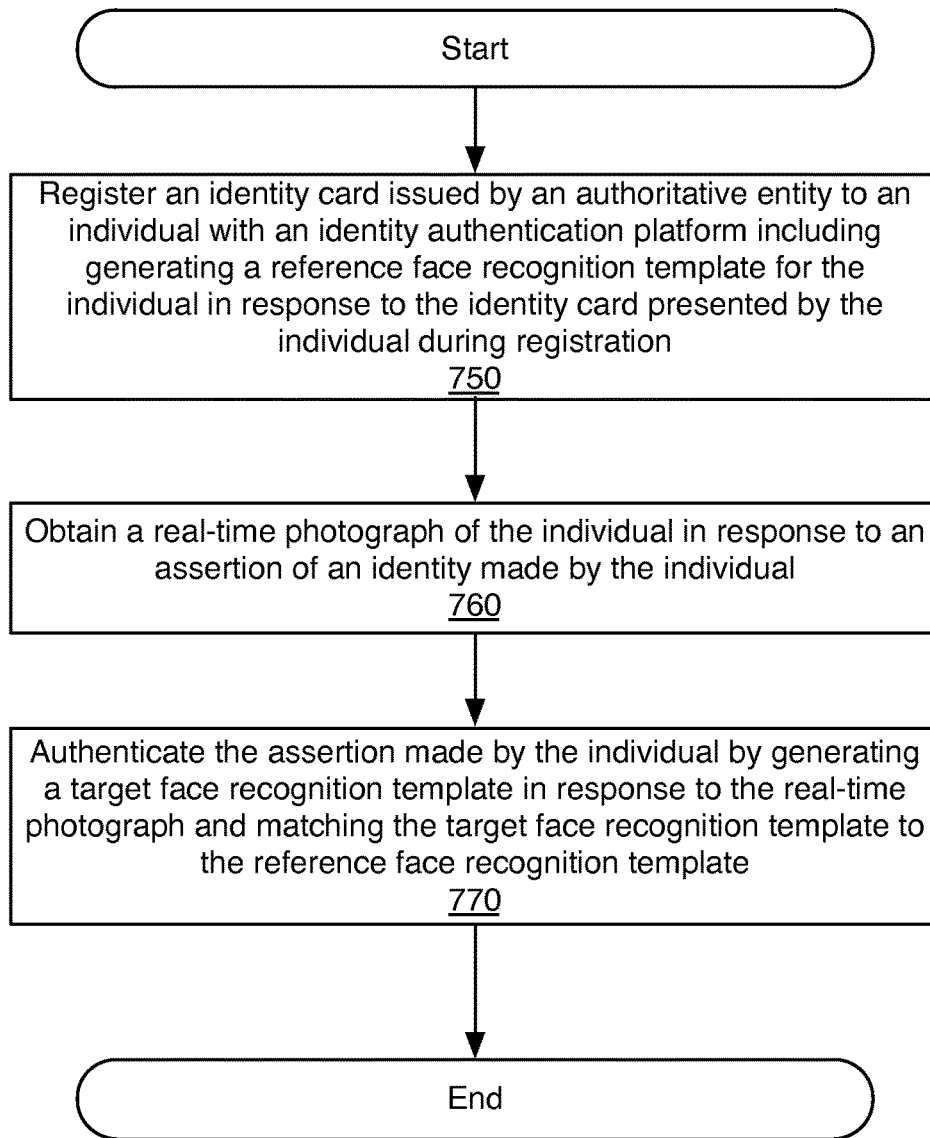 Start
Register an identity card issued by an authoritative entity to an
individual with an identity authentication platform including
generating a reference face recognition template for the
individual in response to the identity card presented by the
individual during registration
750
Obtain a real-time photograph of the individual in response to an
assertion of an identity made by the individual
760
Authenticate the assertion made by the individual by generating
a target face recognition template in response to the real-time
photograph and matching the target face recognition template to
the reference face recognition template
770
End